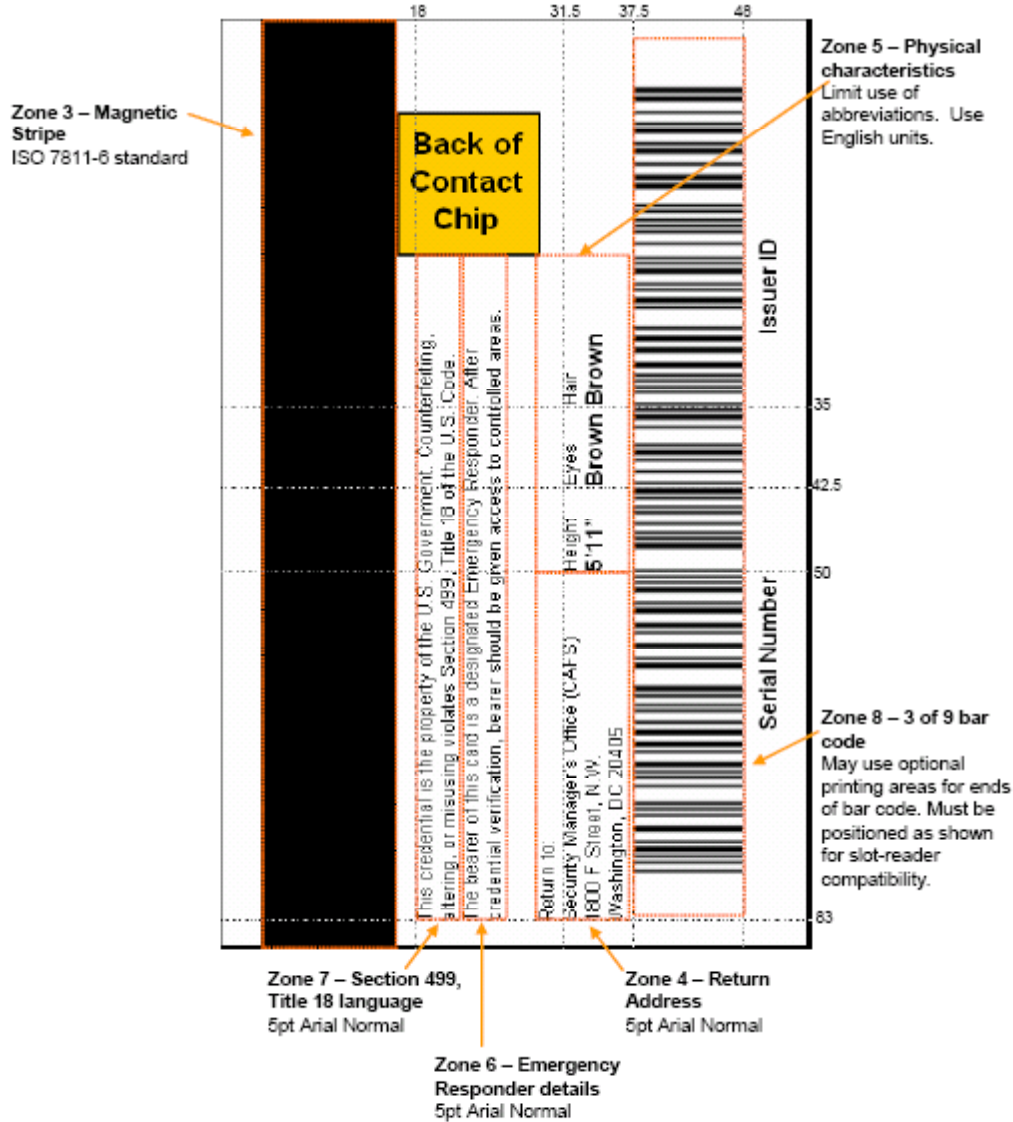 18
31.5
37.5
48
Zone 3 – Magnetic
Stripe
ISO 7811-6 standard
Back of
Contact
Chip
Zone 5 – Physical
characteristics
Limit use of
abbreviations. Use
English units.
Issuer ID
Serial Number
35
42.5
50
63
Height Eyes Hair
5'11" Brown Brown
This credential is the property of the U.S. Government. Counterfeiting,
altering, or misusing violates Section 499, Title 18 of the U.S. Code.
The bearer of this card is a designated Emergency Responder. After
credential verification, bearer should be given access to controlled areas.
Return to:
Security Manager's Office (CAFS)
1800 F Street, N.W.
Washington, DC 20405
Zone 8 – 3 of 9 bar
code
May use optional
printing areas for ends
of bar code. Must be
positioned as shown
for slot-reader
compatibility.
Zone 7 – Section 499,
Title 18 language
5pt Arial Normal
Zone 4 – Return
Address
5pt Arial Normal
Zone 6 – Emergency
Responder details
5pt Arial Normal